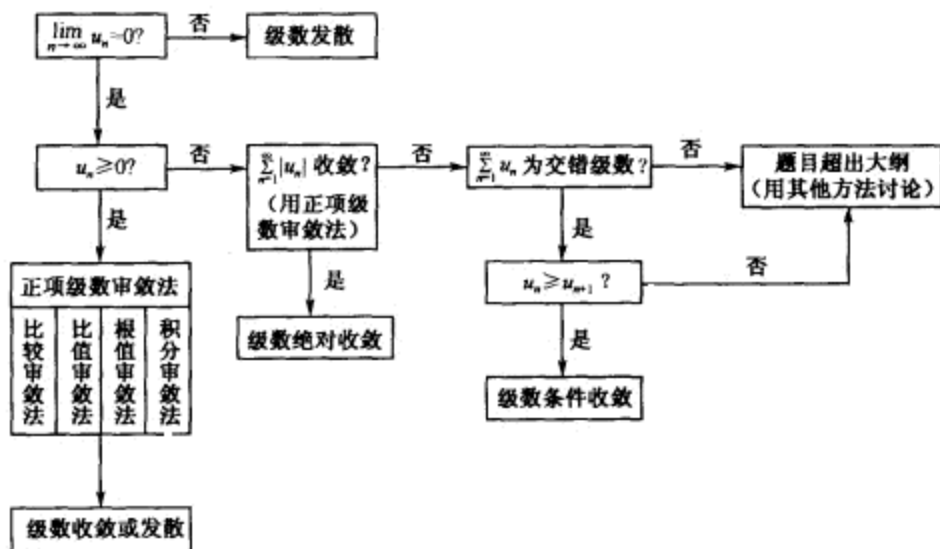 lim u_n=0?
n→∞
否
级数发散
是
u_n≥0?
否
∞
∑|u_n| 收敛?
n=1
(用正项级
数审敛法)
否
∞
∑ u_n 为交错级数?
n=1
否
题目超出大纲
(用其他方法讨论)
是
是
u_n≥u_{n+1} ?
否
正项级数审敛法
比较审敛法
比值审敛法
根值审敛法
积分审敛法
是
级数绝对收敛
是
级数条件收敛
级数收敛或发散